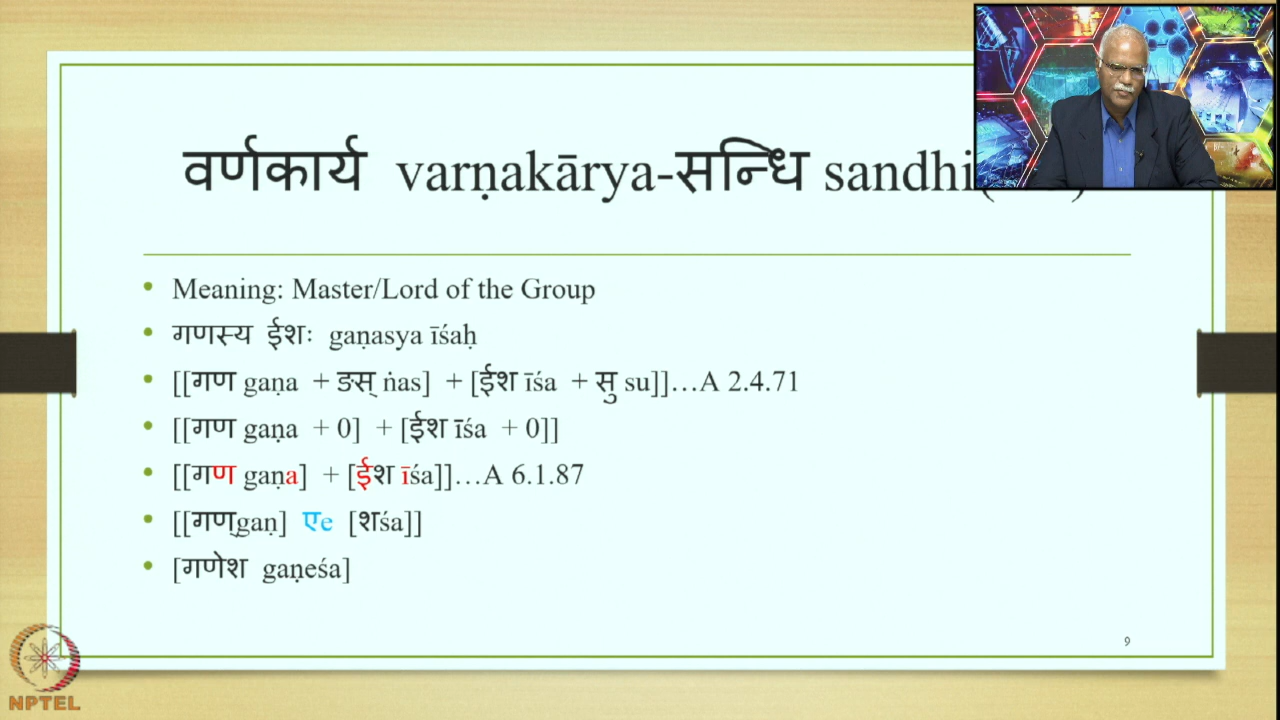 वर्णकार्य varṇakārya-सन्धि sandhi(
• Meaning: Master/Lord of the Group
• गणस्य ईशः gaṇasya īśaḥ
• [[गण gaṇa + ङस् ṅas] + [ईश īśa + सु su]]…A 2.4.71
• [[गण gaṇa + 0] + [ईश īśa + 0]]
• [[गण gaṇa] + [ईश īśa]]…A 6.1.87
• [[गण्gaṇ] एe [शśa]]
• [गणेश gaṇeśa]
9
NPTEL